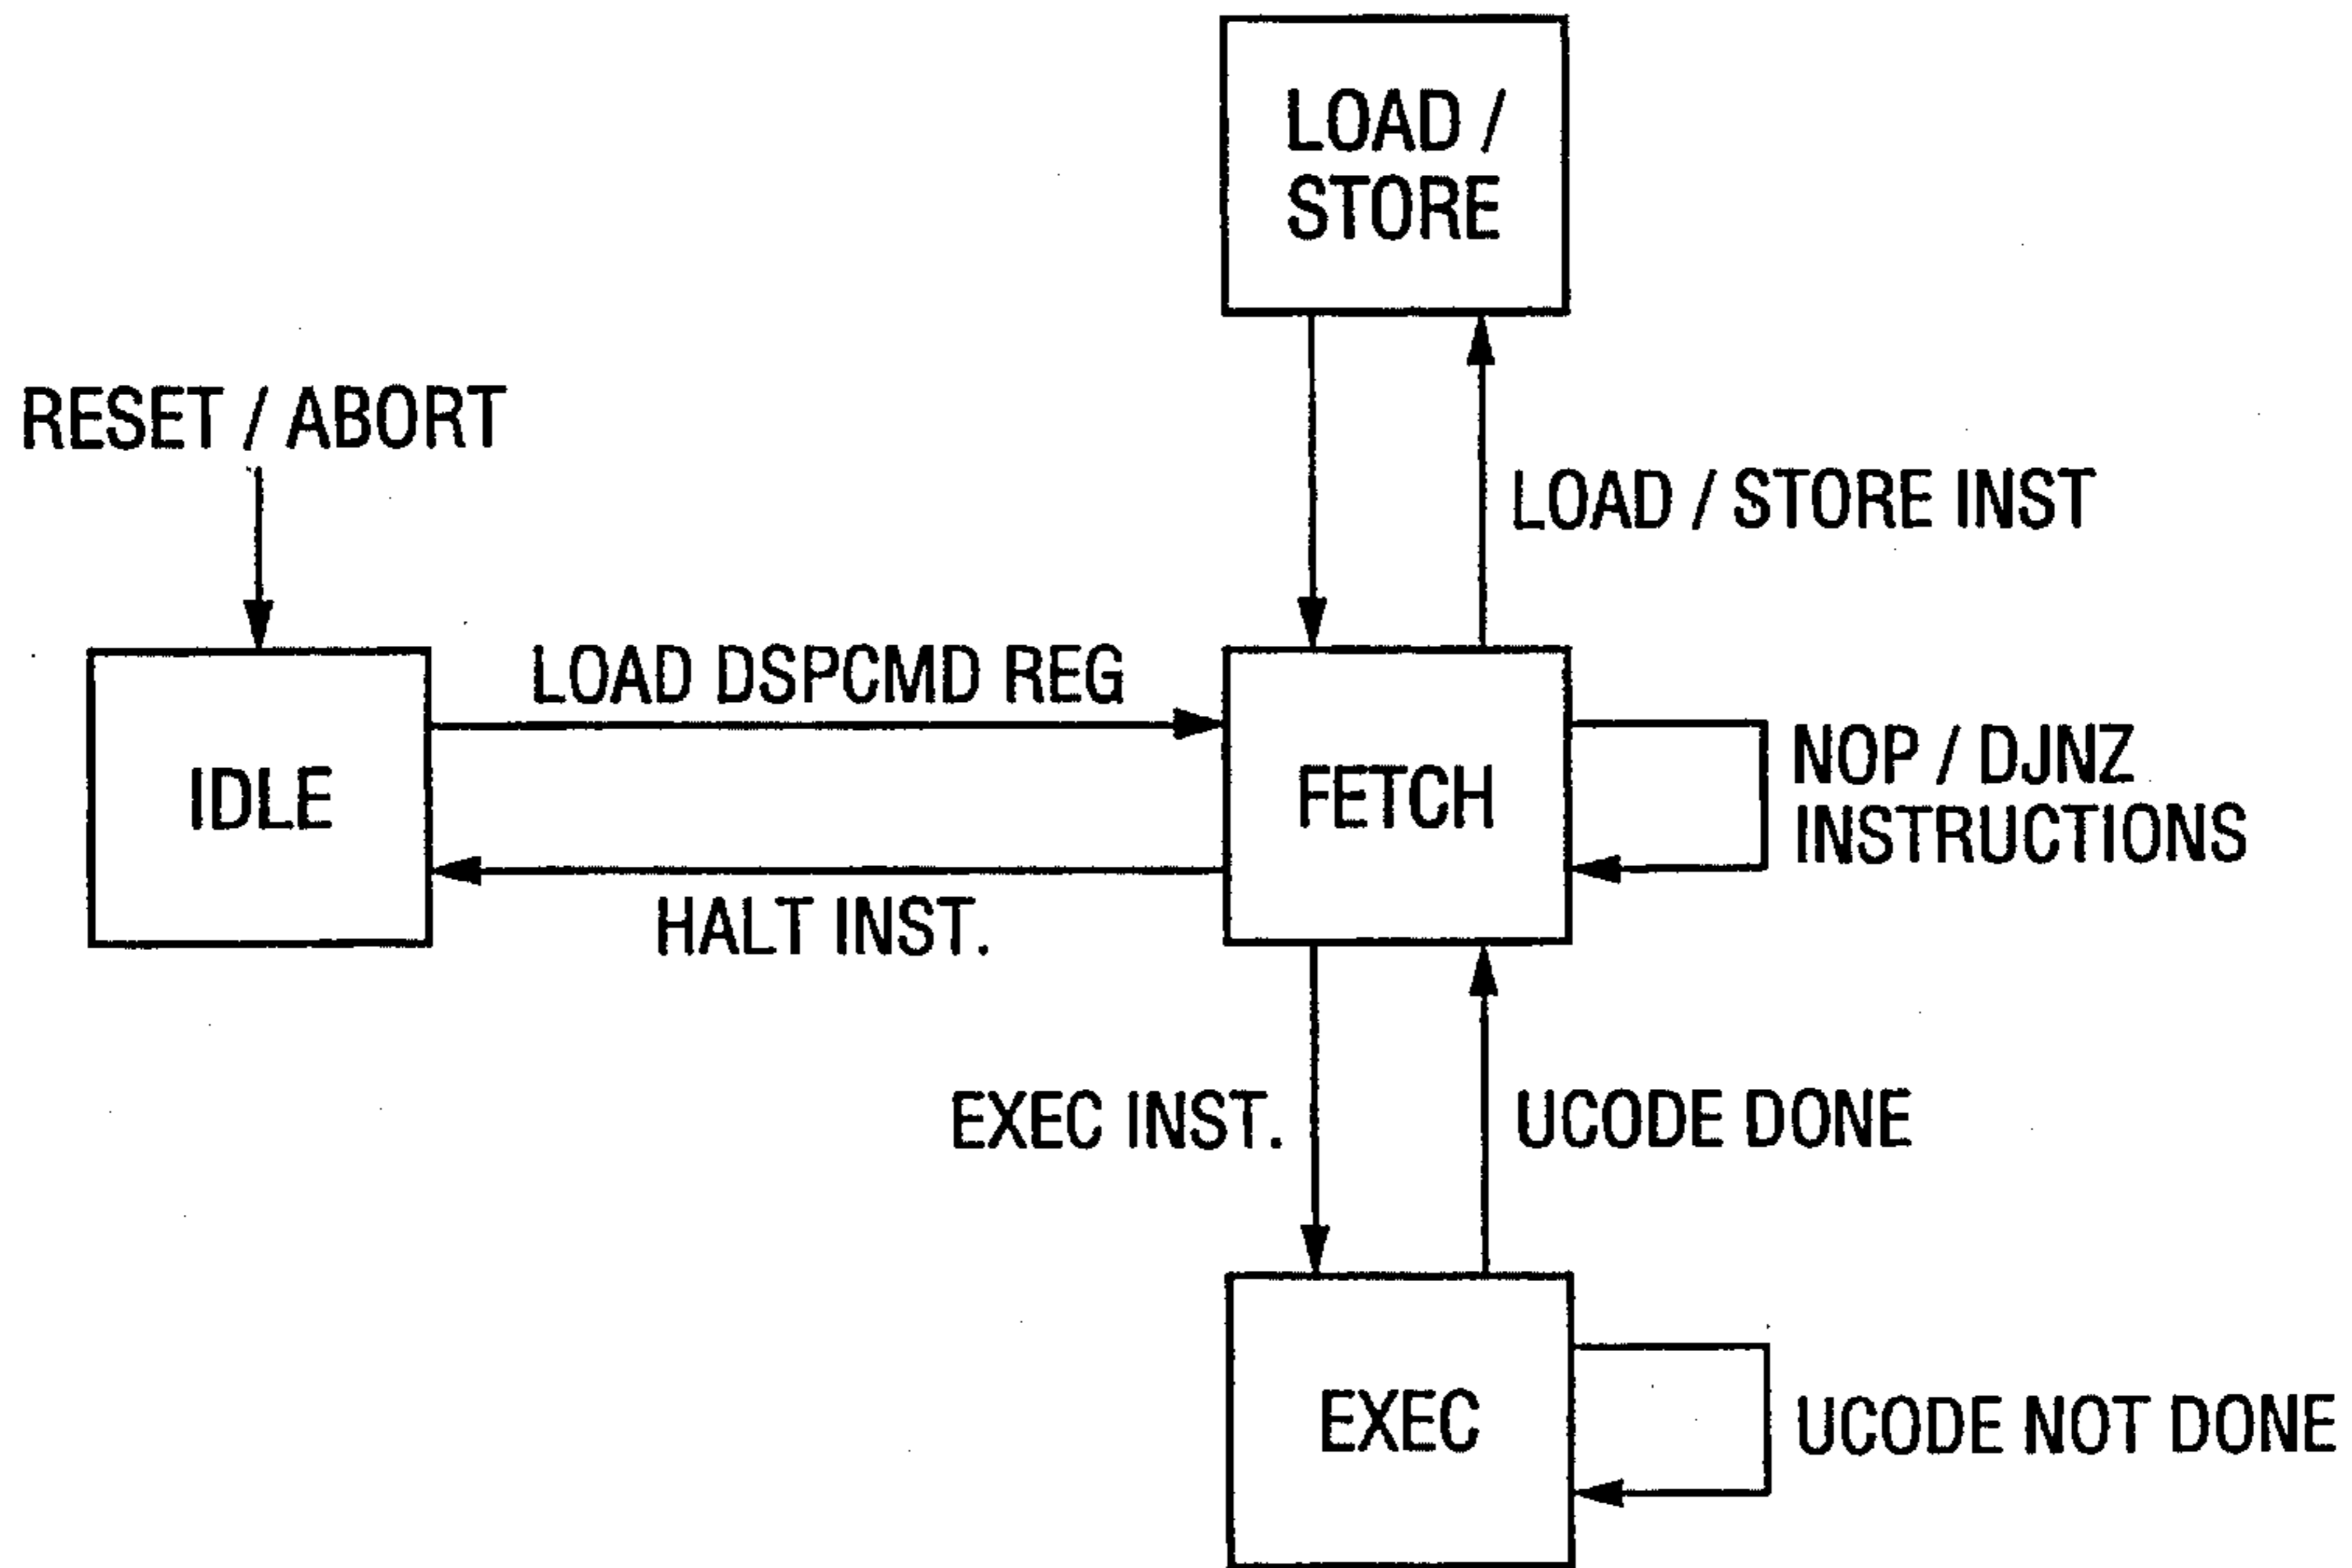 LOAD /
STORE
RESET / ABORT
LOAD / STORE INST
LOAD DSPCMD REG
IDLE
FETCH
NOP / DJNZ
INSTRUCTIONS
HALT INST.
EXEC INST.
UCODE DONE
EXEC
UCODE NOT DONE